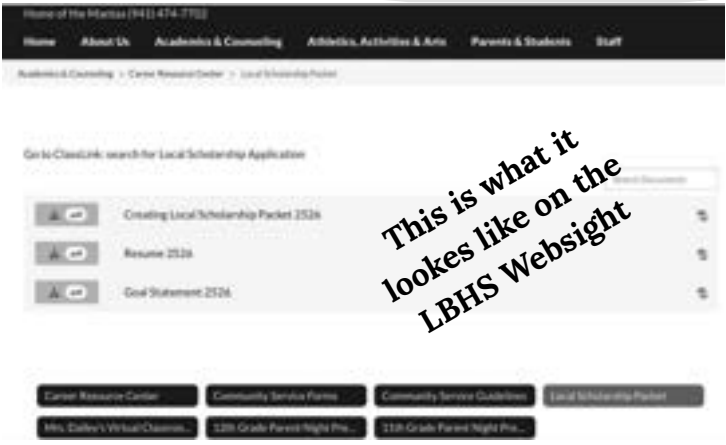 Home of the Mantas (941) 474-7702
Home About Us Academics & Counseling Athletics, Activities & Arts Parents & Students Staff
Academics & Counseling > Career Resource Center > Local Scholarship Packet
Go to ClassLink: search for Local Scholarship Application
Search Documents
Creating Local Scholarship Packet 2526
Resume 2526
Goal Statement 2526
This is what it
lookes like on the
LBHS Websight
Career Resource Center Community Service Forms Community Service Guidelines Local Scholarship Packet
Mrs. Dailey's Virtual Classroo... 12th Grade Parent Night Pre... 11th Grade Parent Night Pre...